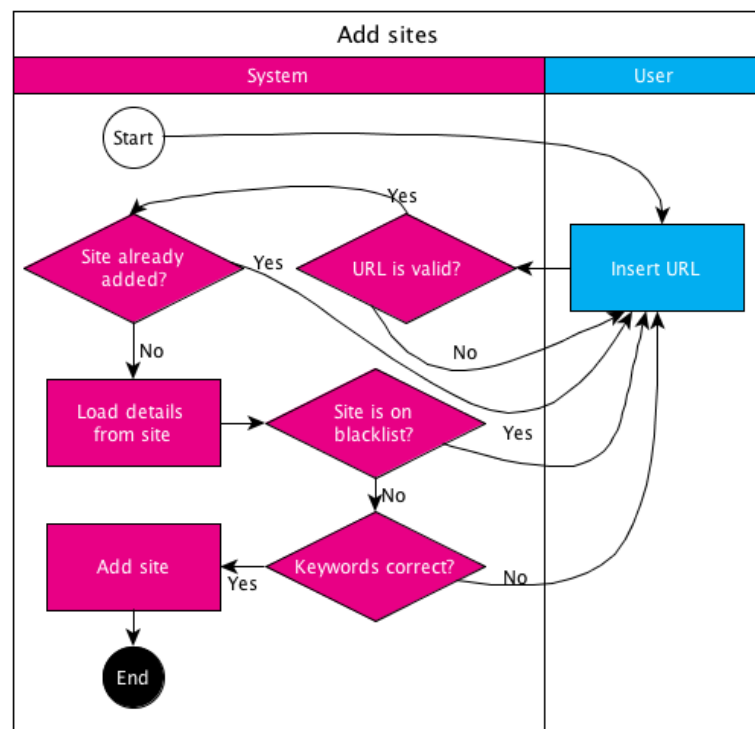 Add sites
System
User
Start
Yes
Site already
added?
Yes
URL is valid?
Insert URL
No
No
Load details
from site
Site is on
blacklist?
Yes
No
Add site
Yes
Keywords correct?
No
End